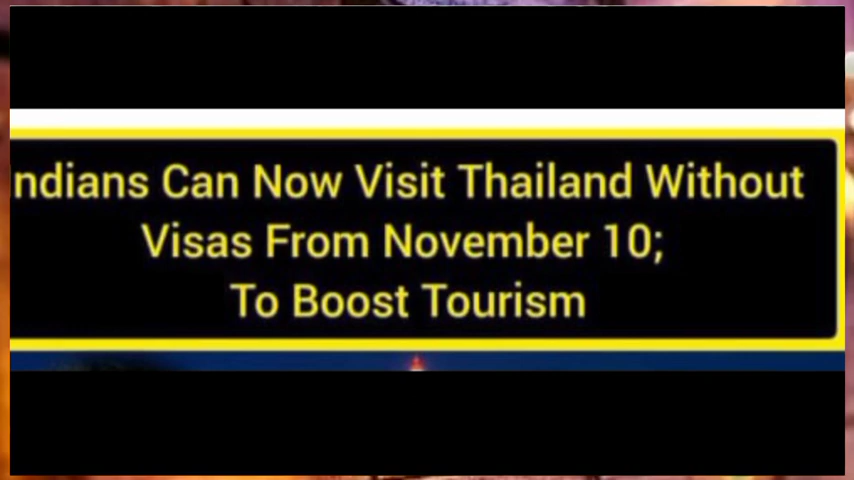 ndians Can Now Visit Thailand Without
Visas From November 10;
To Boost Tourism